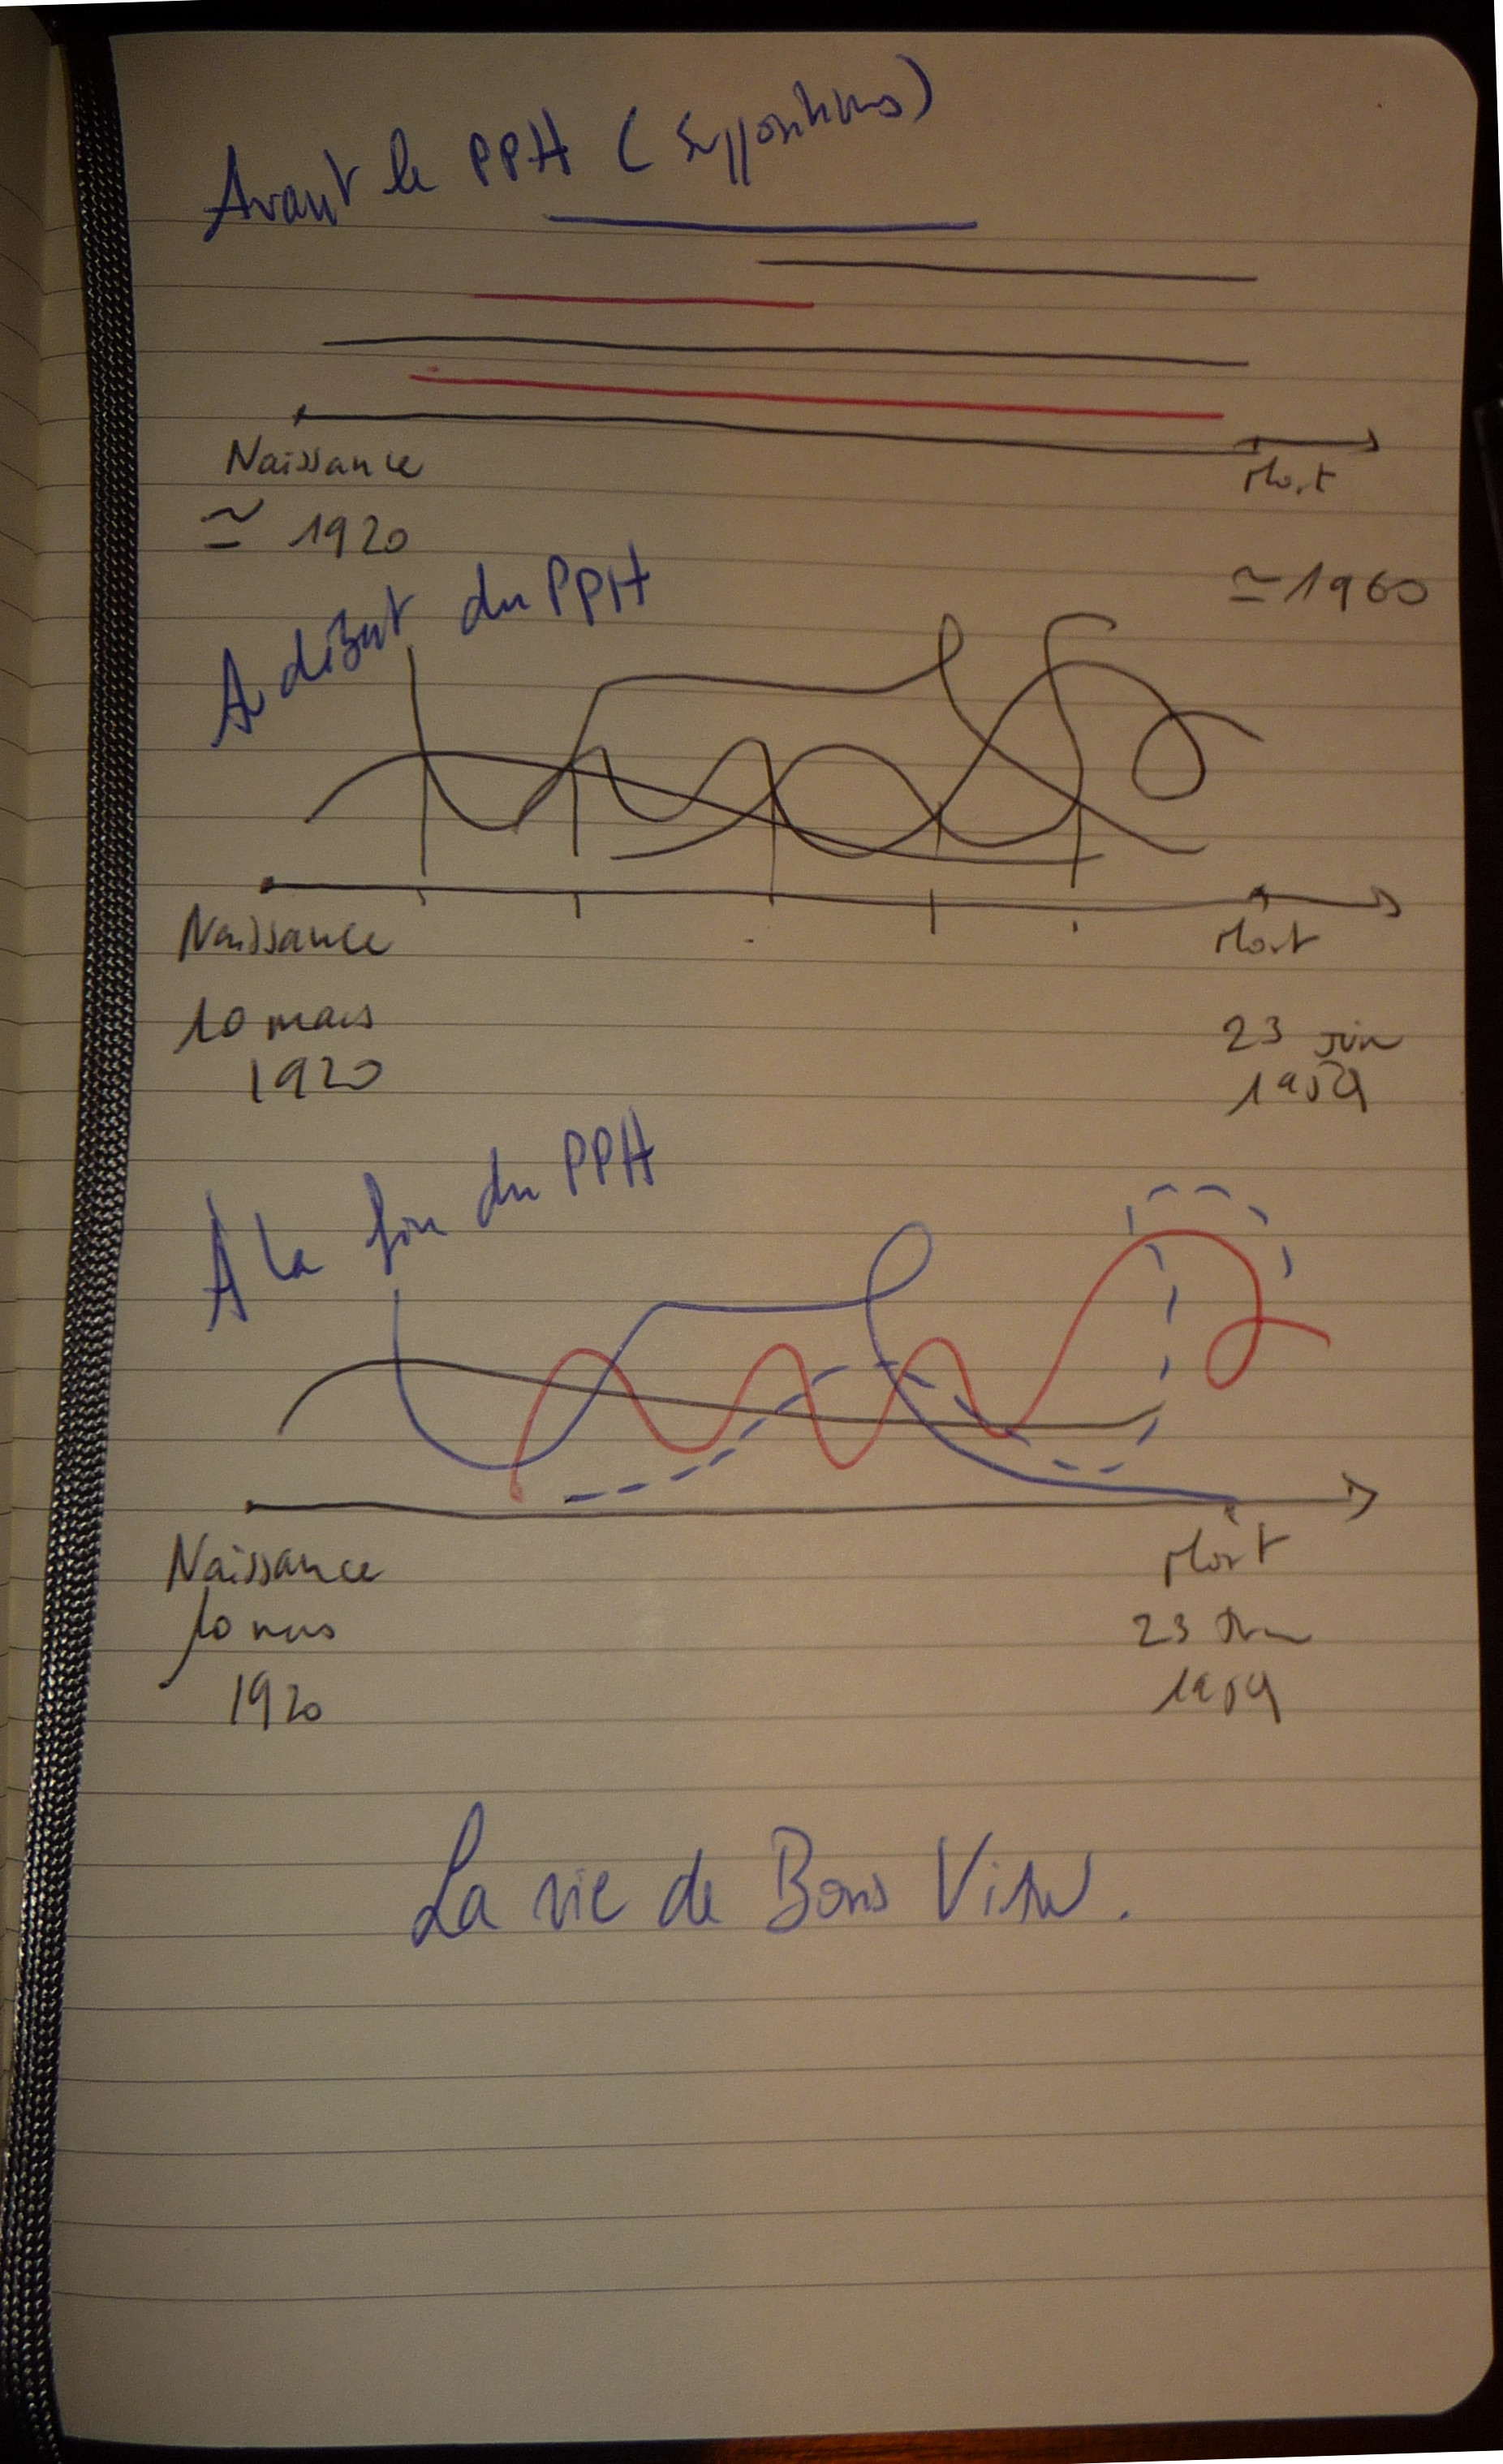 Avant le PPH (suppositions)
Naissance
Mort
≃ 1920
≃ 1960
Au début du PPH
Naissance
Mort
10 mars
1920
23 juin
1959
À la fin du PPH
Naissance
Mort
10 mars
1920
23 juin
1959
La vie de Boris Vian.